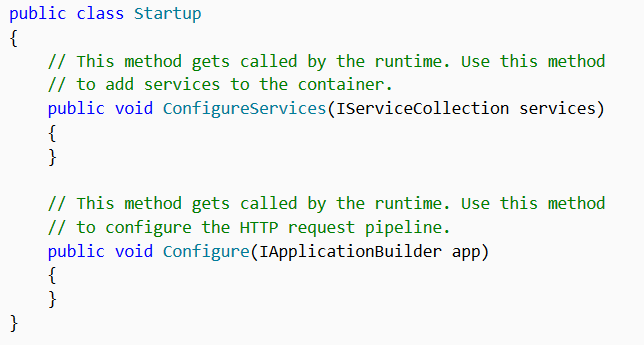 public class Startup
{
    // This method gets called by the runtime. Use this method
    // to add services to the container.
    public void ConfigureServices(IServiceCollection services)
    {
    }

    // This method gets called by the runtime. Use this method
    // to configure the HTTP request pipeline.
    public void Configure(IApplicationBuilder app)
    {
    }
}